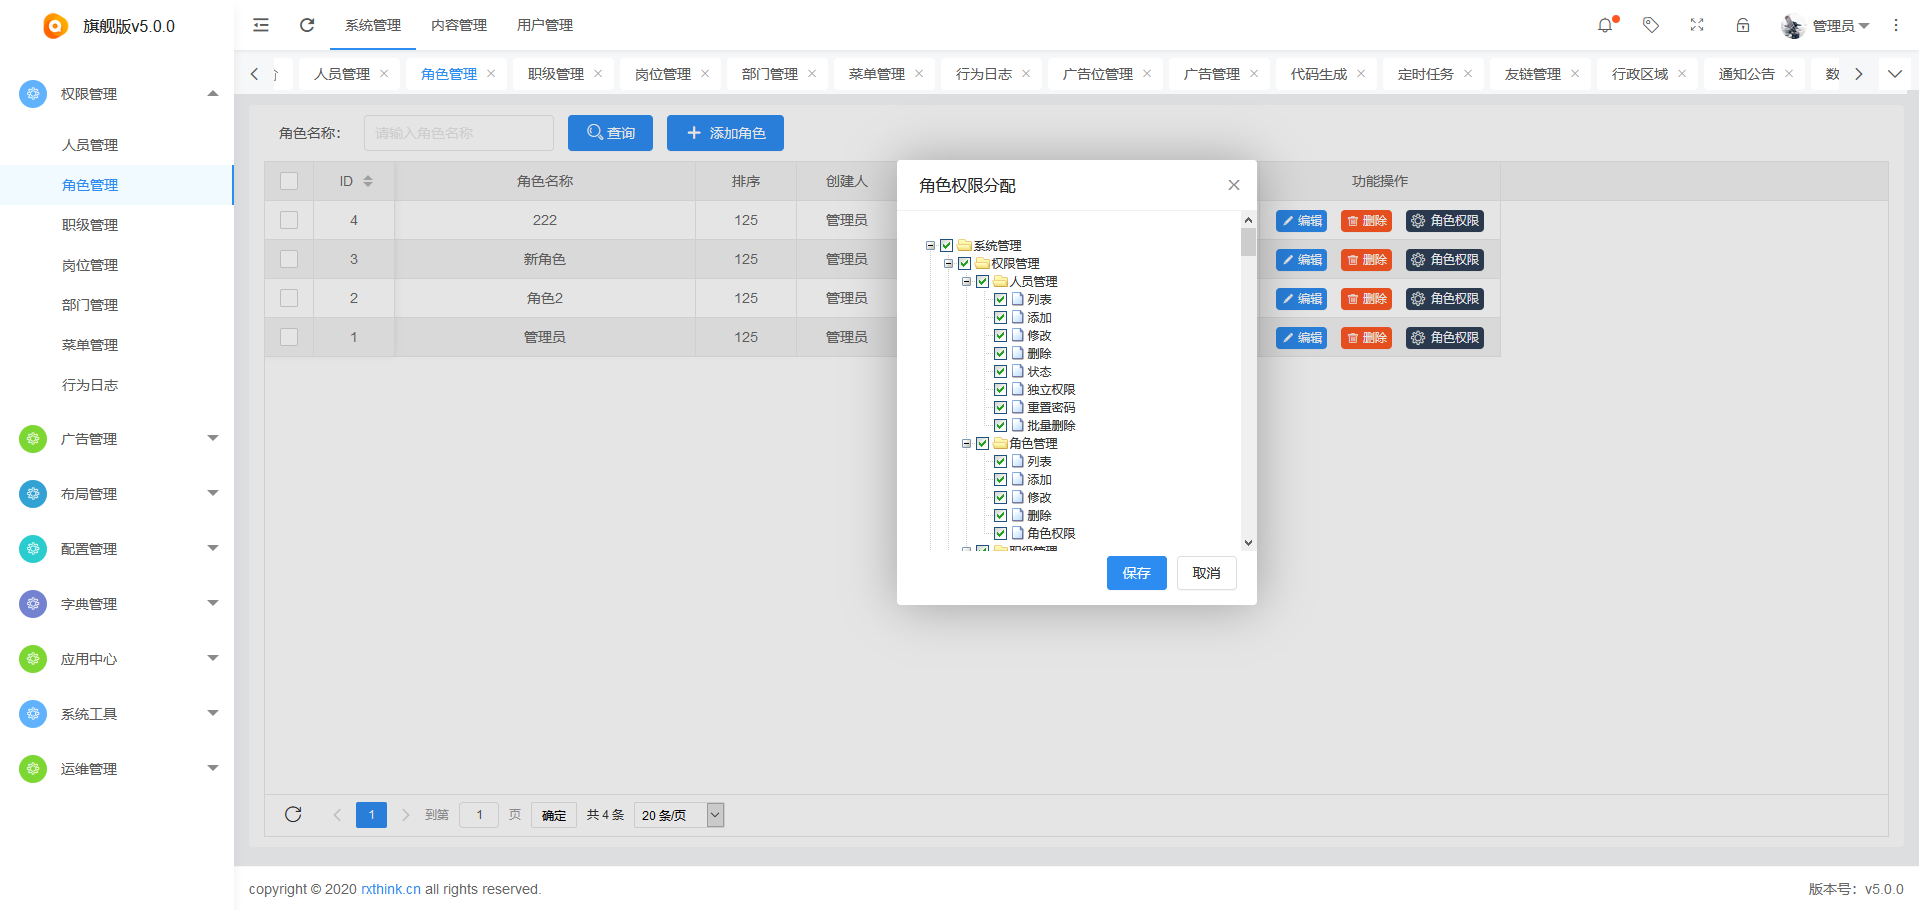 旗舰版v5.0.0
系统管理 内容管理 用户管理 管理员
人员管理 角色管理 职级管理 岗位管理 部门管理 菜单管理 行为日志 广告位管理 广告管理 代码生成 定时任务 友链管理 行政区域 通知公告 数
权限管理
人员管理
角色管理
职级管理
岗位管理
部门管理
菜单管理
行为日志
广告管理
布局管理
配置管理
字典管理
应用中心
系统工具
运维管理
角色名称： 请输入角色名称 查询 添加角色
ID 角色名称 排序 创建人 功能操作
4 222 125 管理员 编辑 删除 角色权限
3 新角色 125 管理员 编辑 删除 角色权限
2 角色2 125 管理员 编辑 删除 角色权限
1 管理员 125 管理员 编辑 删除 角色权限
角色权限分配
系统管理
权限管理
人员管理
列表
添加
修改
删除
状态
独立权限
重置密码
批量删除
角色管理
列表
添加
修改
删除
角色权限
职级管理
保存 取消
1 到第 1 页 确定 共 4 条 20 条/页
copyright © 2020 rxthink.cn all rights reserved.
版本号：v5.0.0